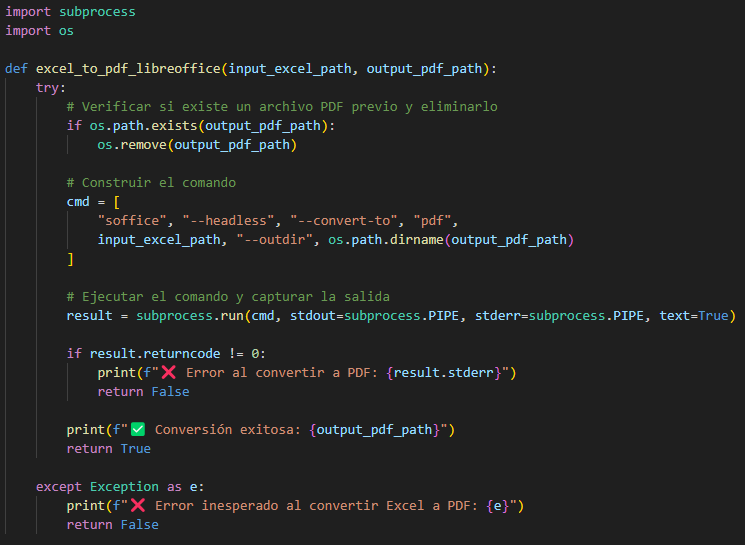 import subprocess
import os

def excel_to_pdf_libreoffice(input_excel_path, output_pdf_path):
    try:
        # Verificar si existe un archivo PDF previo y eliminarlo
        if os.path.exists(output_pdf_path):
            os.remove(output_pdf_path)

        # Construir el comando
        cmd = [
            "soffice", "--headless", "--convert-to", "pdf",
            input_excel_path, "--outdir", os.path.dirname(output_pdf_path)
        ]

        # Ejecutar el comando y capturar la salida
        result = subprocess.run(cmd, stdout=subprocess.PIPE, stderr=subprocess.PIPE, text=True)

        if result.returncode != 0:
            print(f"❌ Error al convertir a PDF: {result.stderr}")
            return False

        print(f"✅ Conversión exitosa: {output_pdf_path}")
        return True

    except Exception as e:
        print(f"❌ Error inesperado al convertir Excel a PDF: {e}")
        return False